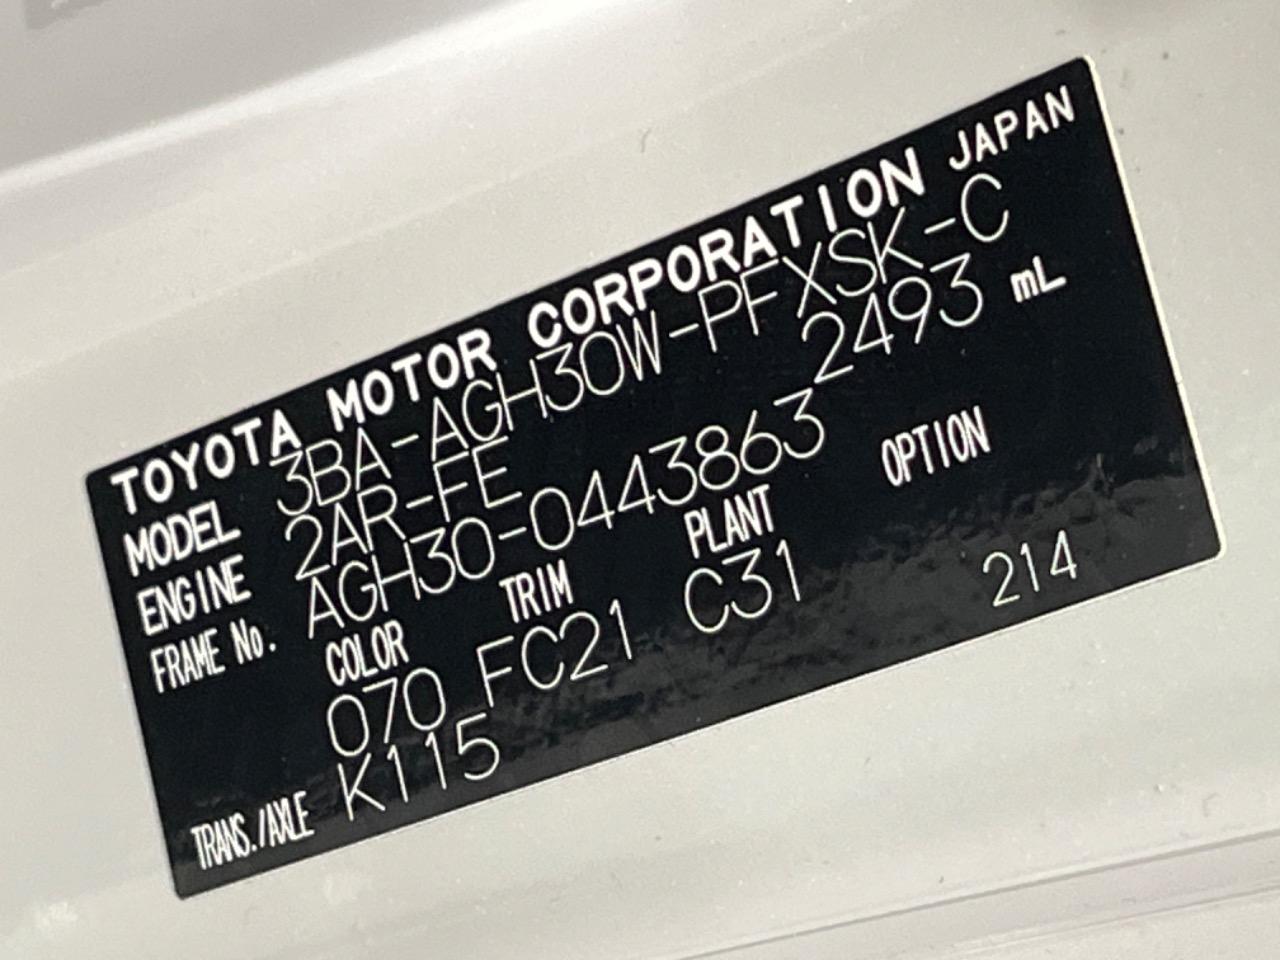 TOYOTA MOTOR CORPORATION JAPAN
MODEL 3BA-AGH30W-PFXSK-C
ENGINE 2AR-FE 2493 mL
FRAME No. AGH30-0443863
COLOR TRIM PLANT OPTION
070 FC21 C31 214
TRANS./AXLE K115